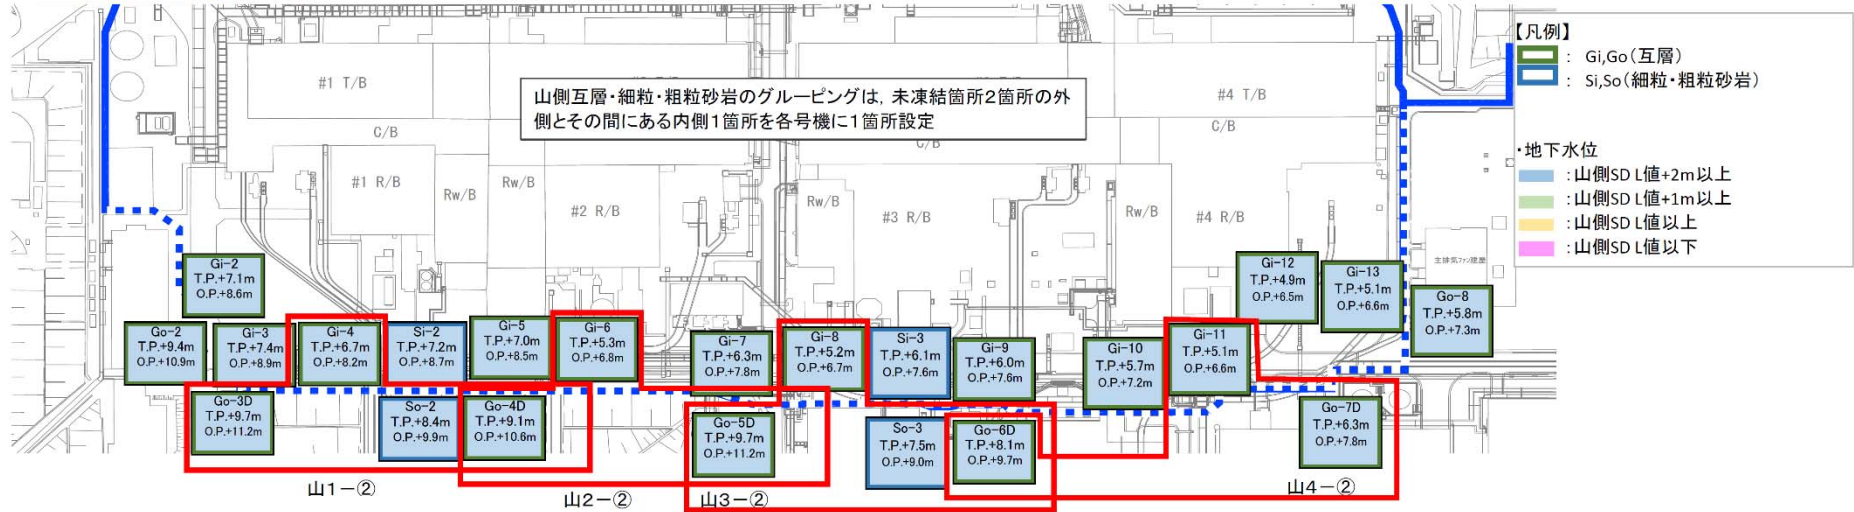 【凡例】
： Gi,Go（互層）
： Si,So（細粒・粗粒砂岩）
・地下水位
：山側SD L値+2m以上
：山側SD L値+1m以上
：山側SD L値以上
：山側SD L値以下
#1 T/B
#4 T/B
山側互層・細粒・粗粒砂岩のグルーピングは，未凍結箇所2箇所の外
側とその間にある内側1箇所を各号機に1箇所設定
C/B
C/B
C/B
#1 R/B
Rw/B
Rw/B
#2 R/B
Rw/B
#3 R/B
Rw/B
#4 R/B
主排気ファン建屋
Gi-2
T.P.+7.1m
O.P.+8.6m
Gi-12
T.P.+4.9m
O.P.+6.5m
Gi-13
T.P.+5.1m
O.P.+6.6m
Go-8
T.P.+5.8m
O.P.+7.3m
Go-2
T.P.+9.4m
O.P.+10.9m
Gi-3
T.P.+7.4m
O.P.+8.9m
Gi-4
T.P.+6.7m
O.P.+8.2m
Si-2
T.P.+7.2m
O.P.+8.7m
Gi-5
T.P.+7.0m
O.P.+8.5m
Gi-6
T.P.+5.3m
O.P.+6.8m
Gi-7
T.P.+6.3m
O.P.+7.8m
Gi-8
T.P.+5.2m
O.P.+6.7m
Si-3
T.P.+6.1m
O.P.+7.6m
Gi-9
T.P.+6.0m
O.P.+7.6m
Gi-10
T.P.+5.7m
O.P.+7.2m
Gi-11
T.P.+5.1m
O.P.+6.6m
Go-3D
T.P.+9.7m
O.P.+11.2m
So-2
T.P.+8.4m
O.P.+9.9m
Go-4D
T.P.+9.1m
O.P.+10.6m
Go-5D
T.P.+9.7m
O.P.+11.2m
So-3
T.P.+7.5m
O.P.+9.0m
Go-6D
T.P.+8.1m
O.P.+9.7m
Go-7D
T.P.+6.3m
O.P.+7.8m
山1－②
山2－②
山3－②
山4－②